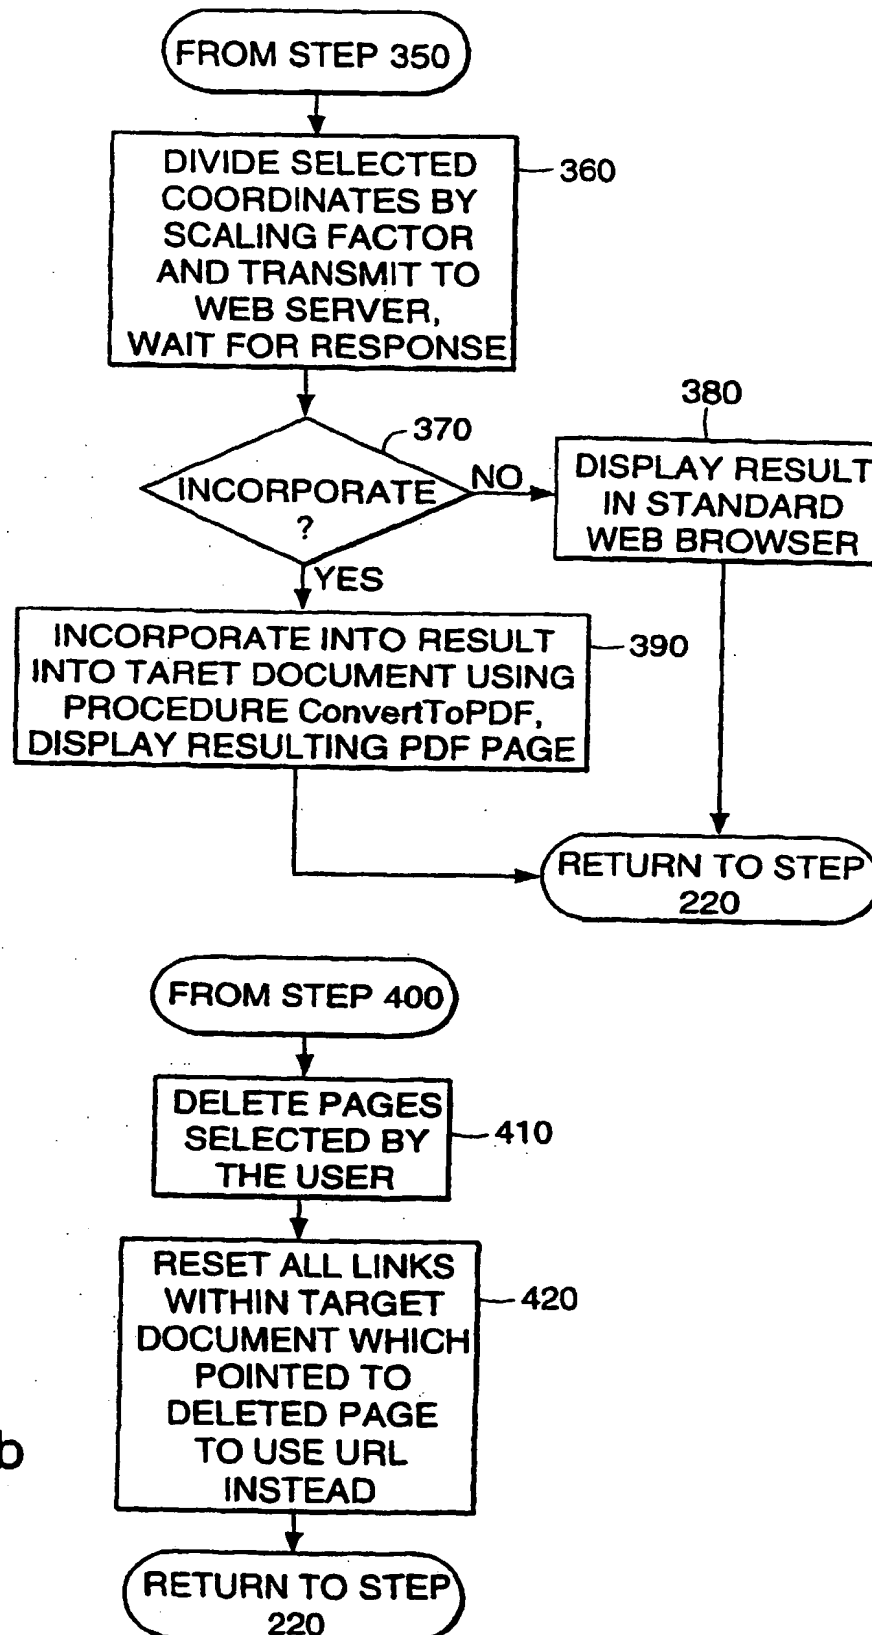 FROM STEP 350
DIVIDE SELECTED
COORDINATES BY
SCALING FACTOR
AND TRANSMIT TO
WEB SERVER,
WAIT FOR RESPONSE
360
370
INCORPORATE
?
NO
YES
380
DISPLAY RESULT
IN STANDARD
WEB BROWSER
INCORPORATE INTO RESULT
INTO TARET DOCUMENT USING
PROCEDURE ConvertToPDF,
DISPLAY RESULTING PDF PAGE
390
RETURN TO STEP
220
FROM STEP 400
DELETE PAGES
SELECTED BY
THE USER
410
RESET ALL LINKS
WITHIN TARGET
DOCUMENT WHICH
POINTED TO
DELETED PAGE
TO USE URL
INSTEAD
420
b
RETURN TO STEP
220